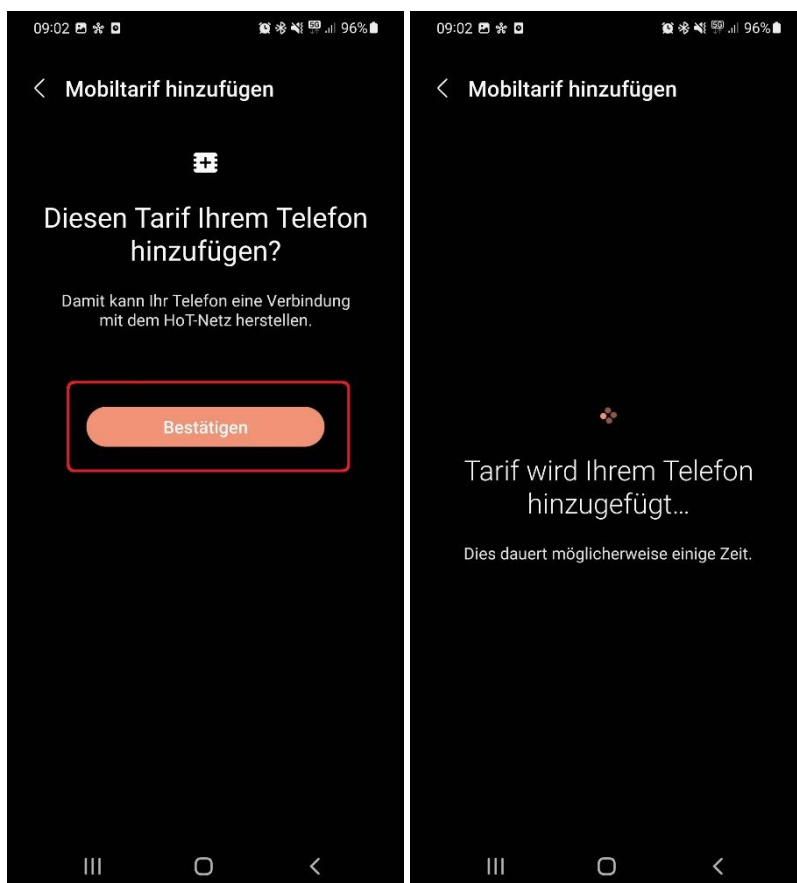 09:02
96%
Mobiltarif hinzufügen
Diesen Tarif Ihrem Telefon
hinzufügen?
Damit kann Ihr Telefon eine Verbindung
mit dem HoT-Netz herstellen.
Bestätigen
09:02
96%
Mobiltarif hinzufügen
Tarif wird Ihrem Telefon
hinzugefügt...
Dies dauert möglicherweise einige Zeit.